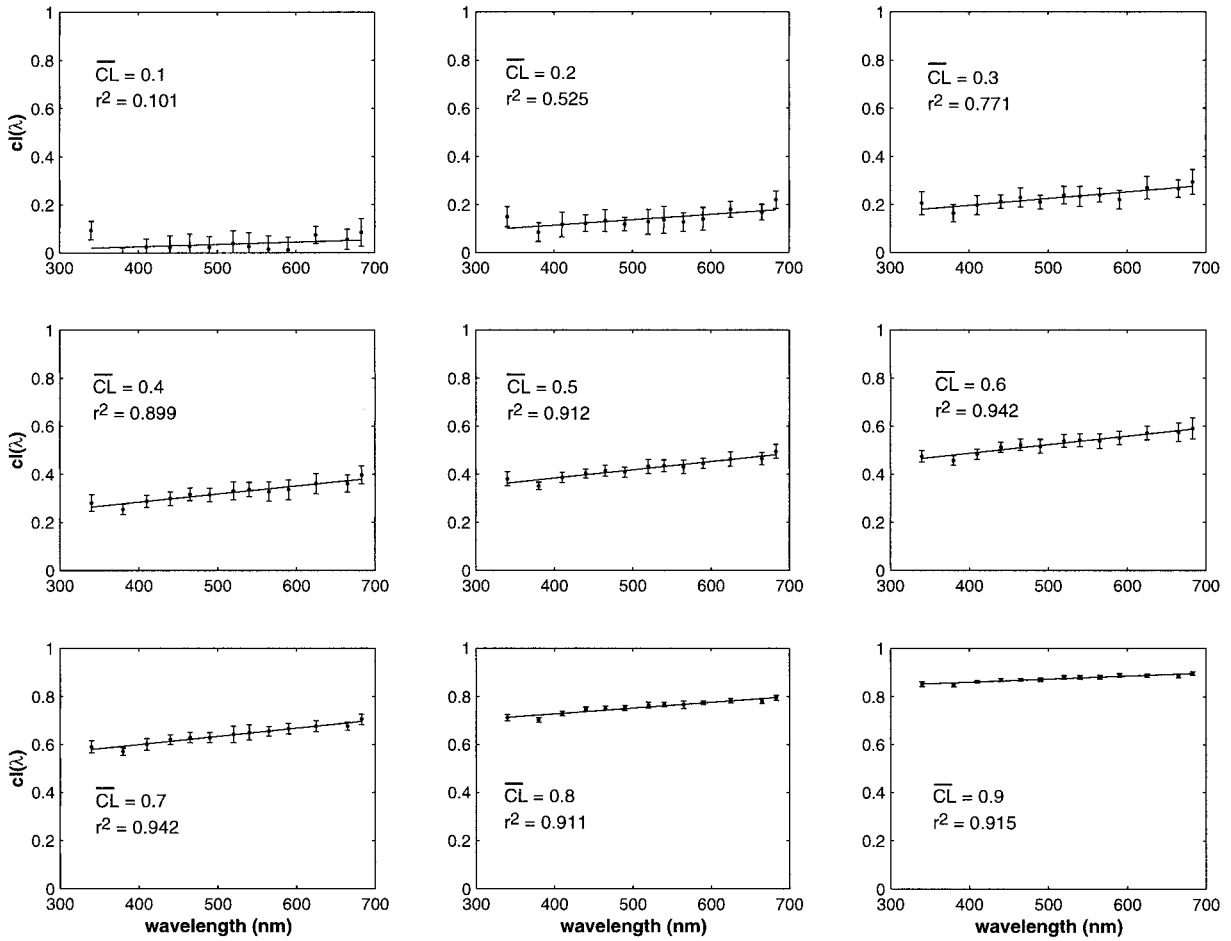 1
0.8
0.6
0.4
0.2
0
cl(λ)
CL = 0.1
r² = 0.101
300 400 500 600 700
1
0.8
0.6
0.4
0.2
0
CL = 0.2
r² = 0.525
300 400 500 600 700
1
0.8
0.6
0.4
0.2
0
CL = 0.3
r² = 0.771
300 400 500 600 700
1
0.8
0.6
0.4
0.2
0
cl(λ)
CL = 0.4
r² = 0.899
300 400 500 600 700
1
0.8
0.6
0.4
0.2
0
CL = 0.5
r² = 0.912
300 400 500 600 700
1
0.8
0.6
0.4
0.2
0
CL = 0.6
r² = 0.942
300 400 500 600 700
1
0.8
0.6
0.4
0.2
0
cl(λ)
CL = 0.7
r² = 0.942
300 400 500 600 700
wavelength (nm)
1
0.8
0.6
0.4
0.2
0
CL = 0.8
r² = 0.911
300 400 500 600 700
wavelength (nm)
1
0.8
0.6
0.4
0.2
0
CL = 0.9
r² = 0.915
300 400 500 600 700
wavelength (nm)